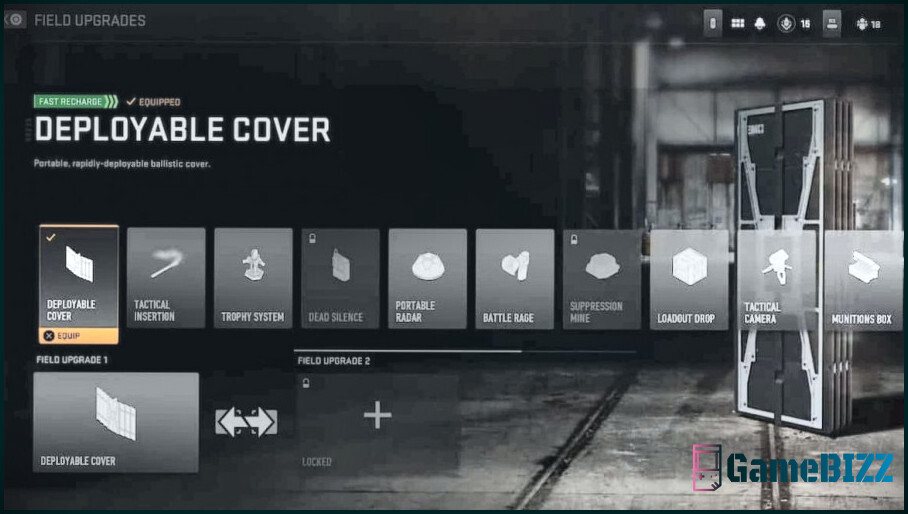 FIELD UPGRADES
15
18
FAST RECHARGE
EQUIPPED
DEPLOYABLE COVER
Portable, rapidly-deployable ballistic cover.
DEPLOYABLE
COVER
EQUIP
TACTICAL
INSERTION
TROPHY SYSTEM
DEAD SILENCE
PORTABLE
RADAR
BATTLE RAGE
SUPPRESSION
MINE
LOADOUT DROP
TACTICAL
CAMERA
MUNITIONS BOX
FIELD UPGRADE 1
FIELD UPGRADE 2
DEPLOYABLE COVER
LOCKED
GameBIZZ